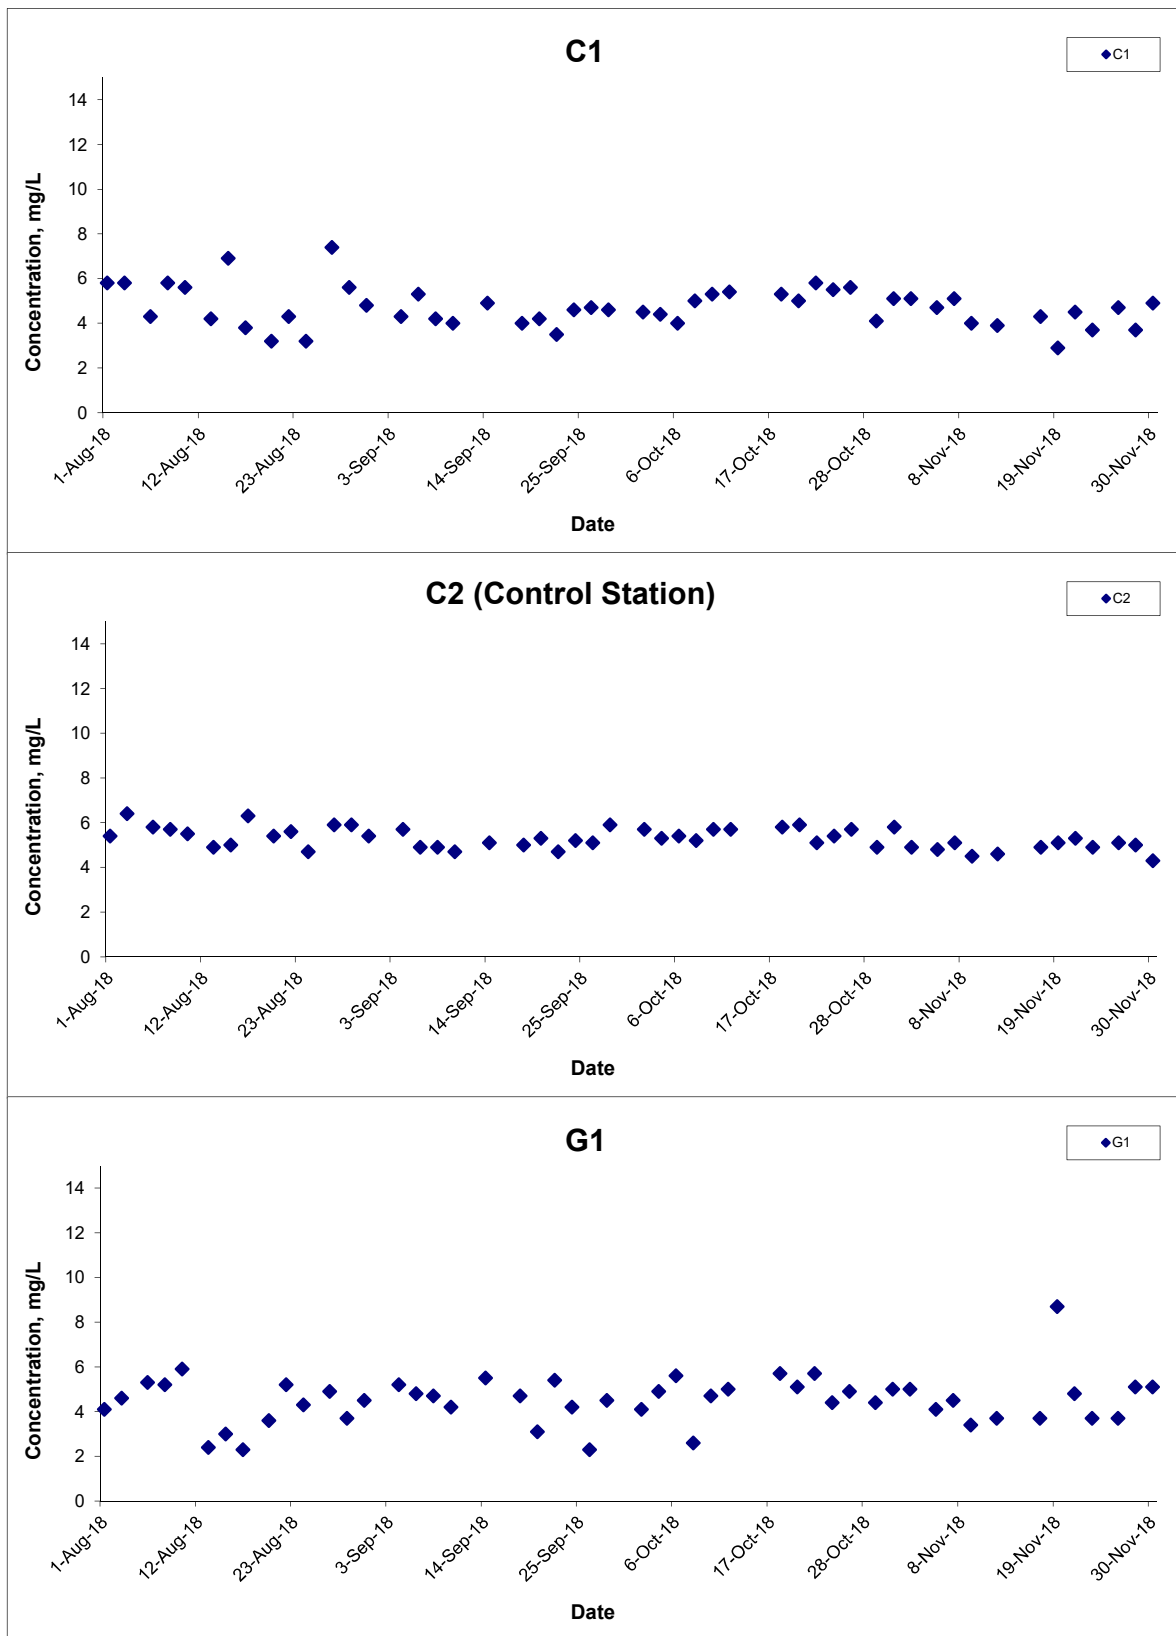 C1
C1
Concentration, mg/L
14
12
10
8
6
4
2
0
1-Aug-18 12-Aug-18 23-Aug-18 3-Sep-18 14-Sep-18 25-Sep-18 6-Oct-18 17-Oct-18 28-Oct-18 8-Nov-18 19-Nov-18 30-Nov-18
Date
C2 (Control Station)
C2
Concentration, mg/L
14
12
10
8
6
4
2
0
1-Aug-18 12-Aug-18 23-Aug-18 3-Sep-18 14-Sep-18 25-Sep-18 6-Oct-18 17-Oct-18 28-Oct-18 8-Nov-18 19-Nov-18 30-Nov-18
Date
G1
G1
Concentration, mg/L
14
12
10
8
6
4
2
0
1-Aug-18 12-Aug-18 23-Aug-18 3-Sep-18 14-Sep-18 25-Sep-18 6-Oct-18 17-Oct-18 28-Oct-18 8-Nov-18 19-Nov-18 30-Nov-18
Date